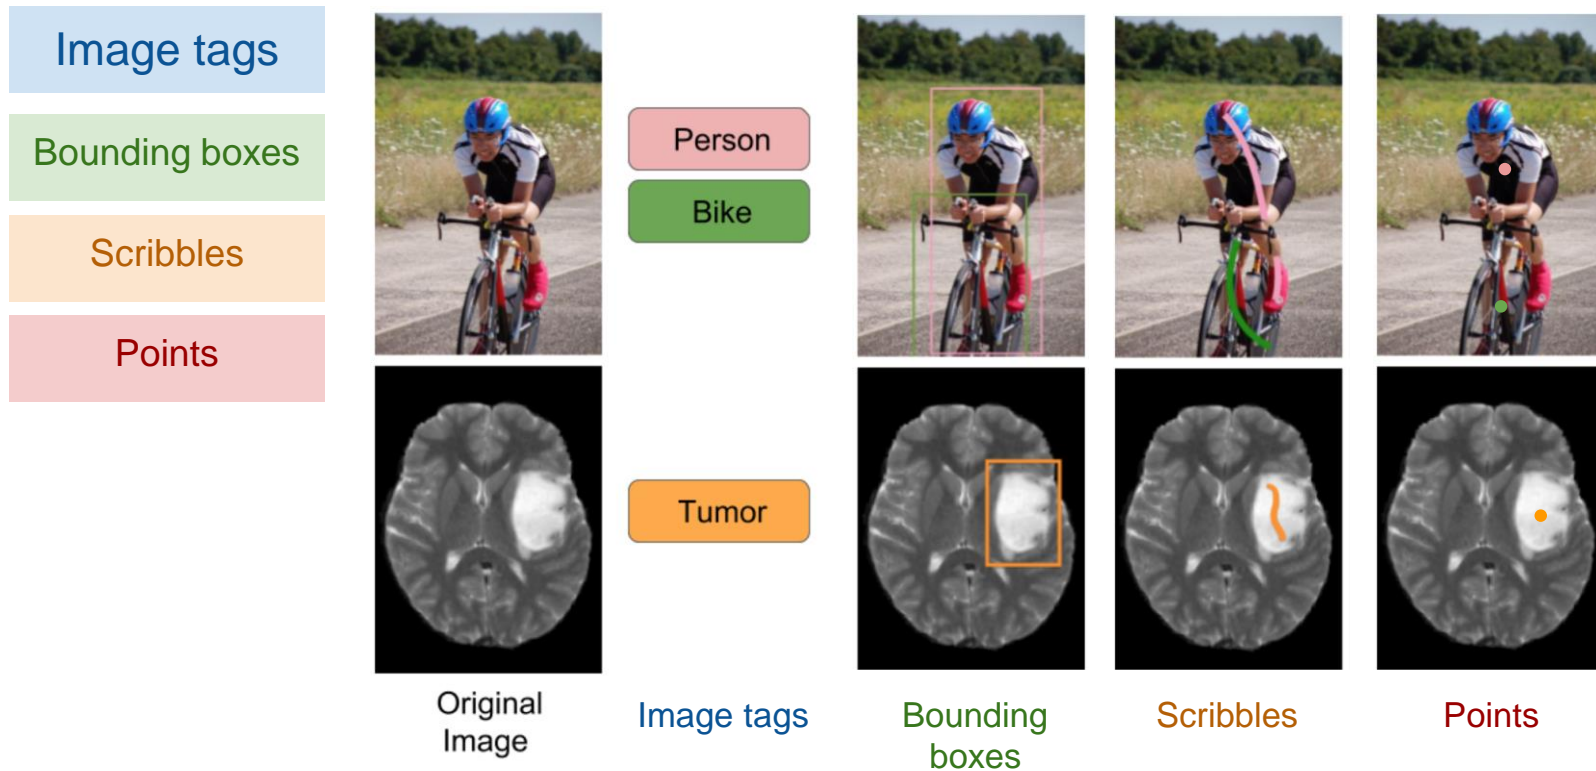 Image tags
Bounding boxes
Scribbles
Points
Person
Bike
Tumor
Original
Image
Image tags
Bounding
boxes
Scribbles
Points